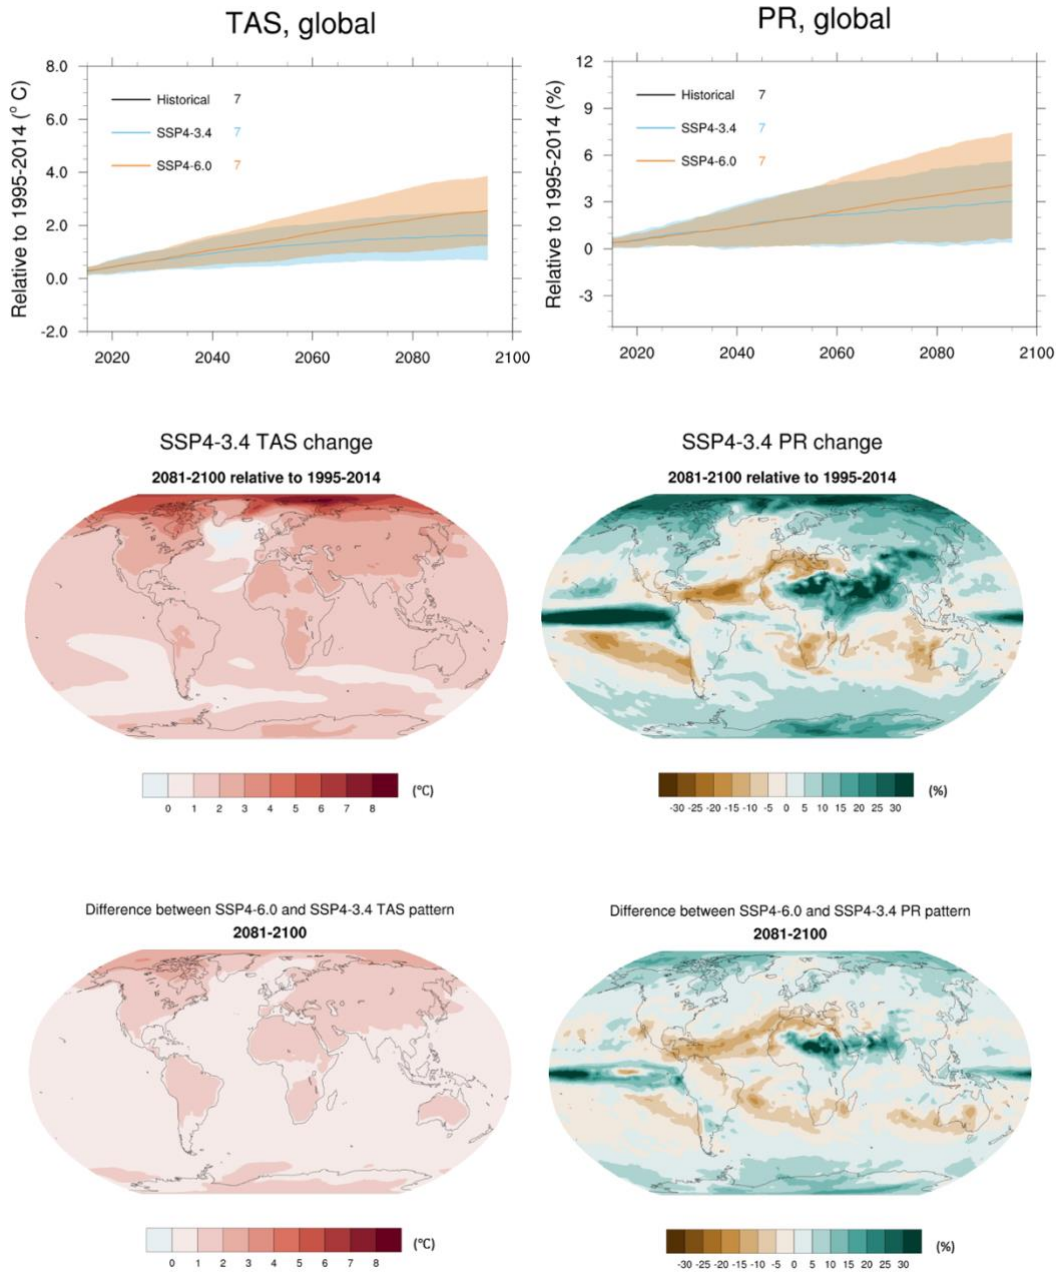 TAS, global
Relative to 1995-2014 (° C)
8.0
6.0
4.0
2.0
0.0
-2.0
Historical 7
SSP4-3.4 7
SSP4-6.0 7
2020 2040 2060 2080 2100
PR, global
Relative to 1995-2014 (%)
12
9
6
3
0
-3
Historical 7
SSP4-3.4 7
SSP4-6.0 7
2020 2040 2060 2080 2100
SSP4-3.4 TAS change
2081-2100 relative to 1995-2014
0 1 2 3 4 5 6 7 8
(°C)
SSP4-3.4 PR change
2081-2100 relative to 1995-2014
-30 -25 -20 -15 -10 -5 0 5 10 15 20 25 30
(%)
Difference between SSP4-6.0 and SSP4-3.4 TAS pattern
2081-2100
0 1 2 3 4 5 6 7 8
(°C)
Difference between SSP4-6.0 and SSP4-3.4 PR pattern
2081-2100
-30 -25 -20 -15 -10 -5 0 5 10 15 20 25 30
(%)